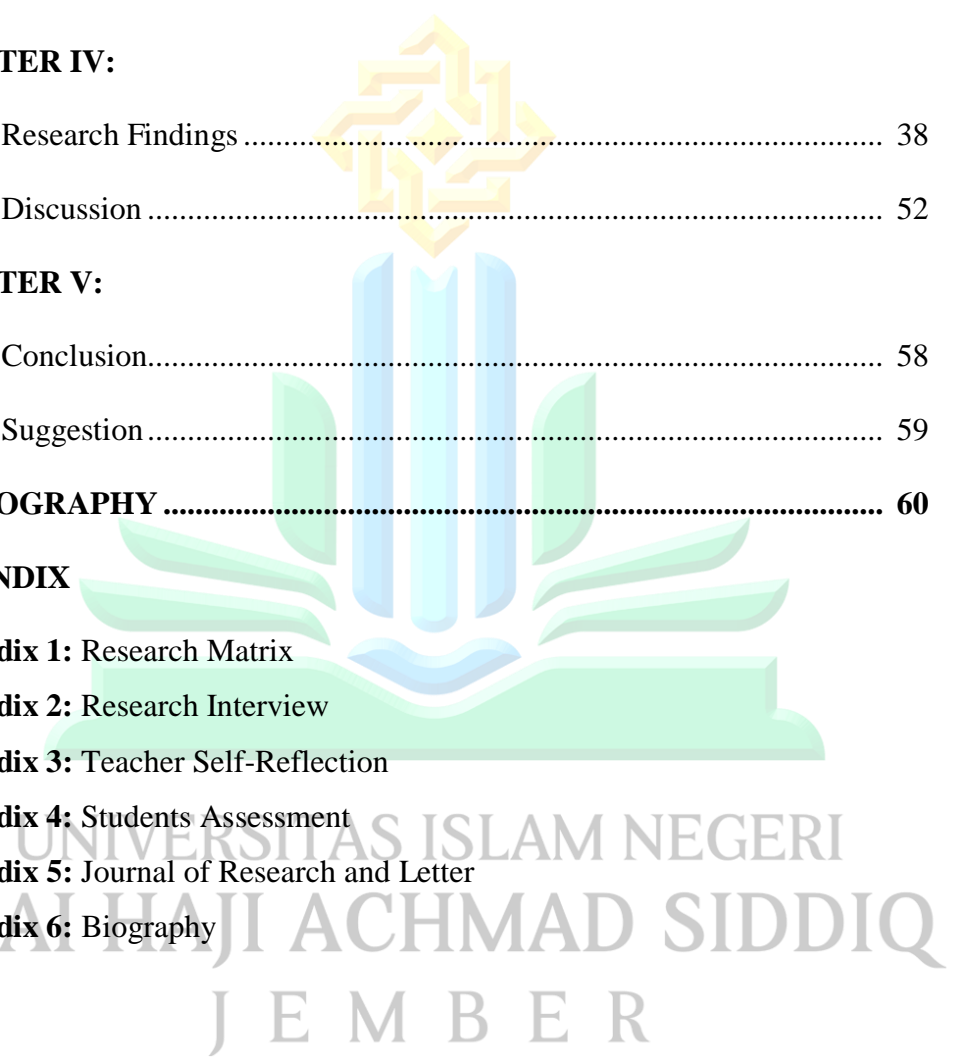 TER IV:
Research Findings ........................................................................ 38
Discussion ........................................................................ 52
TER V:
Conclusion........................................................................ 58
Suggestion ........................................................................ 59
OGRAPHY ........................................................................ 60
NDIX
dix 1: Research Matrix
dix 2: Research Interview
dix 3: Teacher Self-Reflection
dix 4: Students Assessment
UNIVERSITAS ISLAM NEGERI
dix 5: Journal of Research and Letter
AI HAJI ACHMAD SIDDIQ
dix 6: Biography
JEMBER